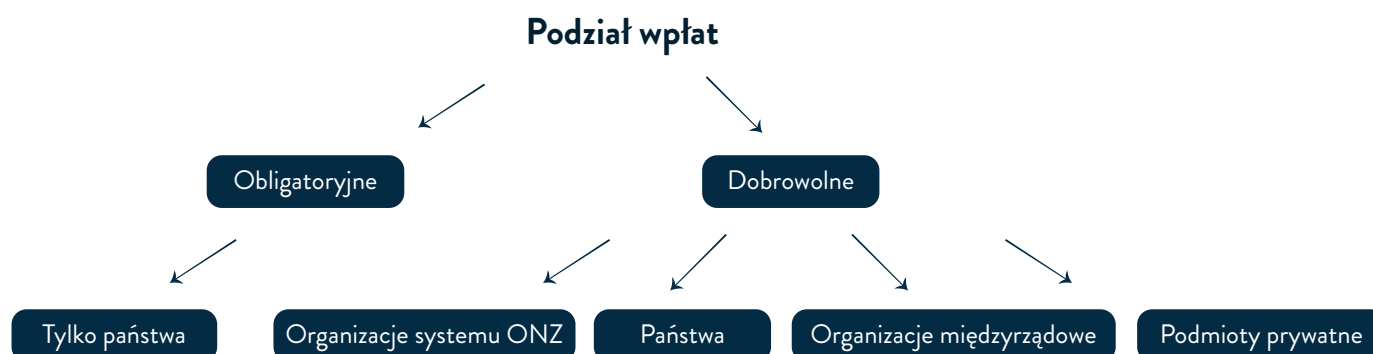 Podział wpłat
Obligatoryjne
Dobrowolne
Tylko państwa
Organizacje systemu ONZ
Państwa
Organizacje międzyrządowe
Podmioty prywatne